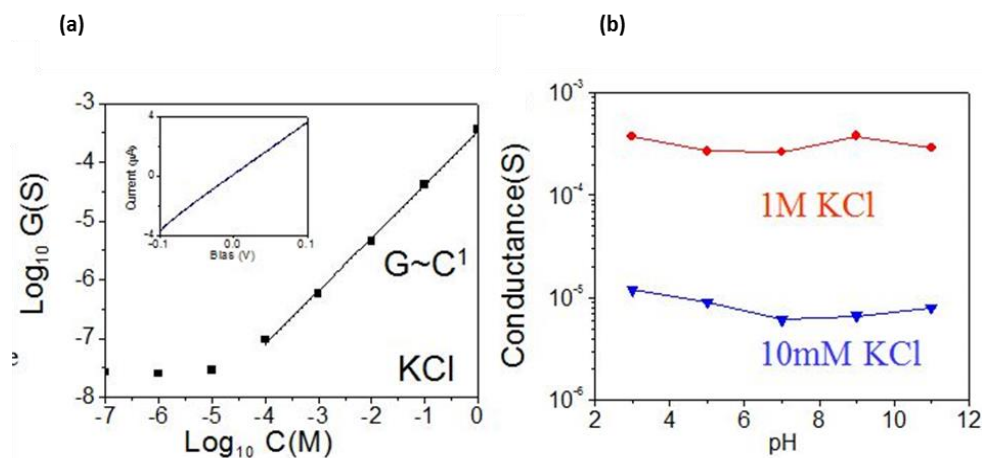 (a)
(b)
-3
-4
-5
-6
-7
-8
Log₁₀ G(S)
4
0
-4
Current (μA)
-0.1
0.0
0.1
Bias (V)
G~C¹
KCl
e
-7
-6
-5
-4
-3
-2
-1
0
Log₁₀ C(M)
10⁻³
10⁻⁴
10⁻⁵
10⁻⁶
Conductance(S)
1M KCl
10mM KCl
2
4
6
8
10
12
pH